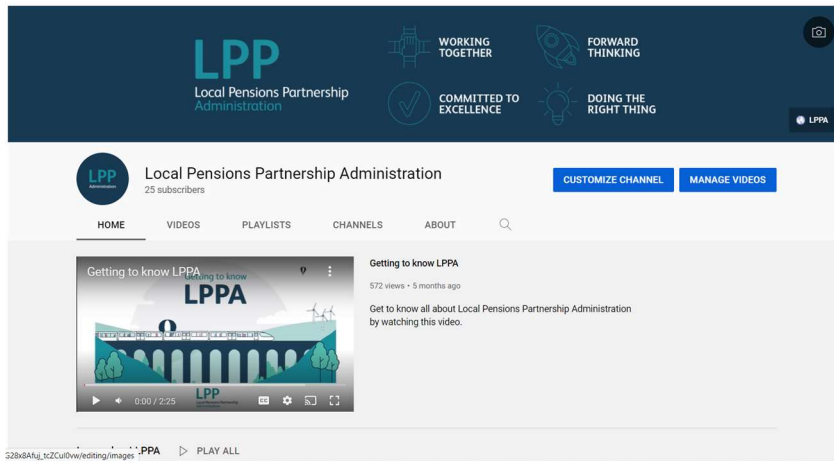 LPP
Local Pensions Partnership
Administration
WORKING
TOGETHER
FORWARD
THINKING
COMMITTED TO
EXCELLENCE
DOING THE
RIGHT THING
LPPA
LPP
Administration
Local Pensions Partnership Administration
25 subscribers
CUSTOMIZE CHANNEL
MANAGE VIDEOS
HOME VIDEOS PLAYLISTS CHANNELS ABOUT
Getting to know LPPA
Getting to know
LPPA
LPP
0:00 / 2:25
CC
Getting to know LPPA
572 views • 5 months ago
Get to know all about Local Pensions Partnership Administration
by watching this video.
LPPA PLAY ALL
/editing/images